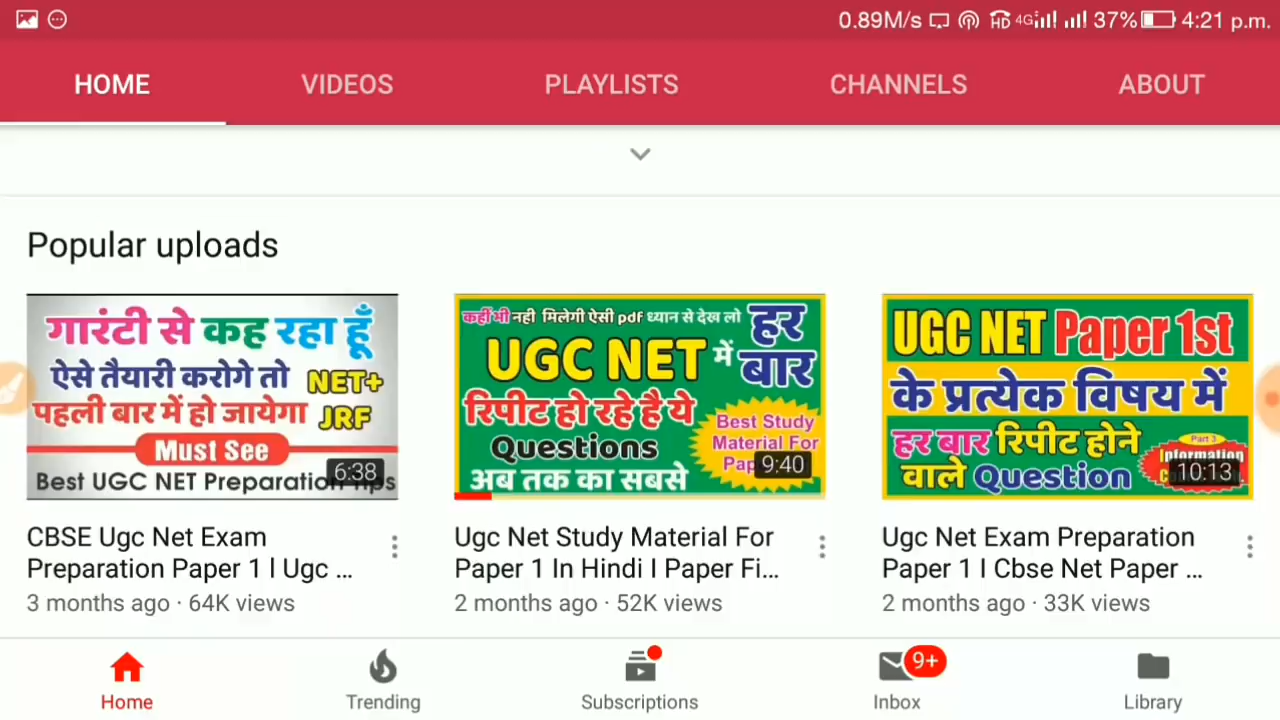 0.89M/s HD 4G 37% 4:21 p.m.
HOME VIDEOS PLAYLISTS CHANNELS ABOUT
Popular uploads
गारंटी से कह रहा हूँ
ऐसे तैयारी करोगे तो NET+
पहली बार में हो जायेगा JRF
Must See
Best UGC NET Preparation
6:38
CBSE Ugc Net Exam
Preparation Paper 1 l Ugc ...
3 months ago · 64K views
कहीं भी नही मिलेगी ऐसी pdf ध्यान से देख लो
हर
UGC NET में बार
रिपीट हो रहे है ये
Questions
अब तक का सबसे
Best Study
Material For
9:40
Ugc Net Study Material For
Paper 1 In Hindi I Paper Fi...
2 months ago · 52K views
UGC NET Paper 1st
के प्रत्येक विषय में
हर बार रिपीट होने
वाले Question
Part 3
Information
10:13
Ugc Net Exam Preparation
Paper 1 I Cbse Net Paper ...
2 months ago · 33K views
Home Trending Subscriptions Inbox 9+ Library